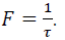 F = 1/τ.